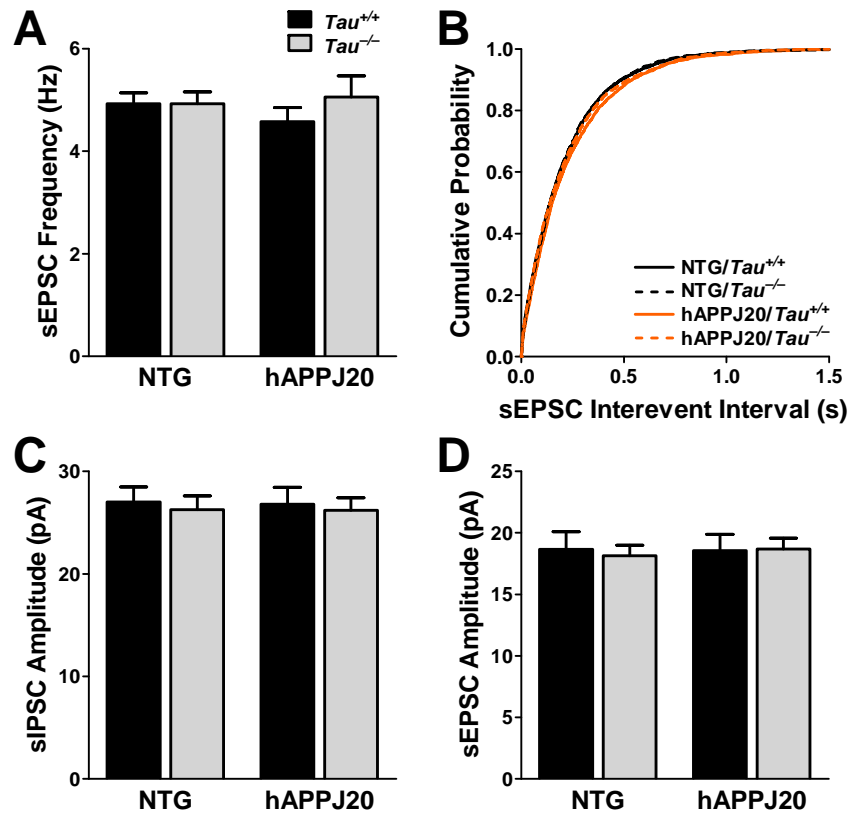 A
Tau+/+
Tau–/–
sEPSC Frequency (Hz)
6
4
2
0
NTG hAPPJ20
B
Cumulative Probability
1.0
0.8
0.6
0.4
0.2
0.0
NTG/Tau+/+
NTG/Tau–/–
hAPPJ20/Tau+/+
hAPPJ20/Tau–/–
0.0 0.5 1.0 1.5
sEPSC Interevent Interval (s)
C
sIPSC Amplitude (pA)
30
20
10
0
NTG hAPPJ20
D
sEPSC Amplitude (pA)
25
20
15
10
5
0
NTG hAPPJ20